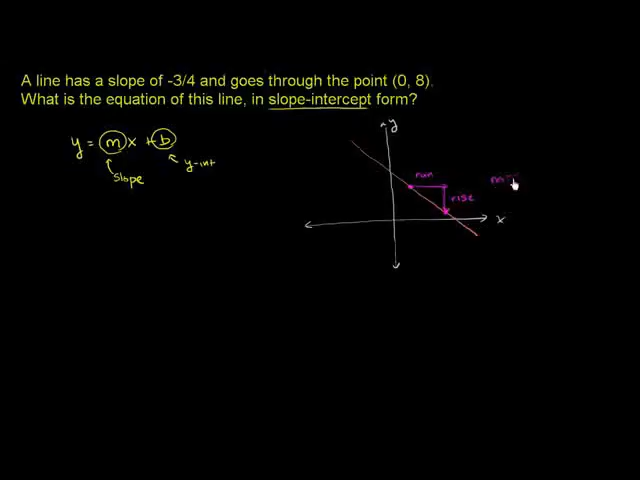 A line has a slope of -3/4 and goes through the point (0, 8).
What is the equation of this line, in slope-intercept form?
y = mx + b
slope
y-int
y
run
rise
m =
x